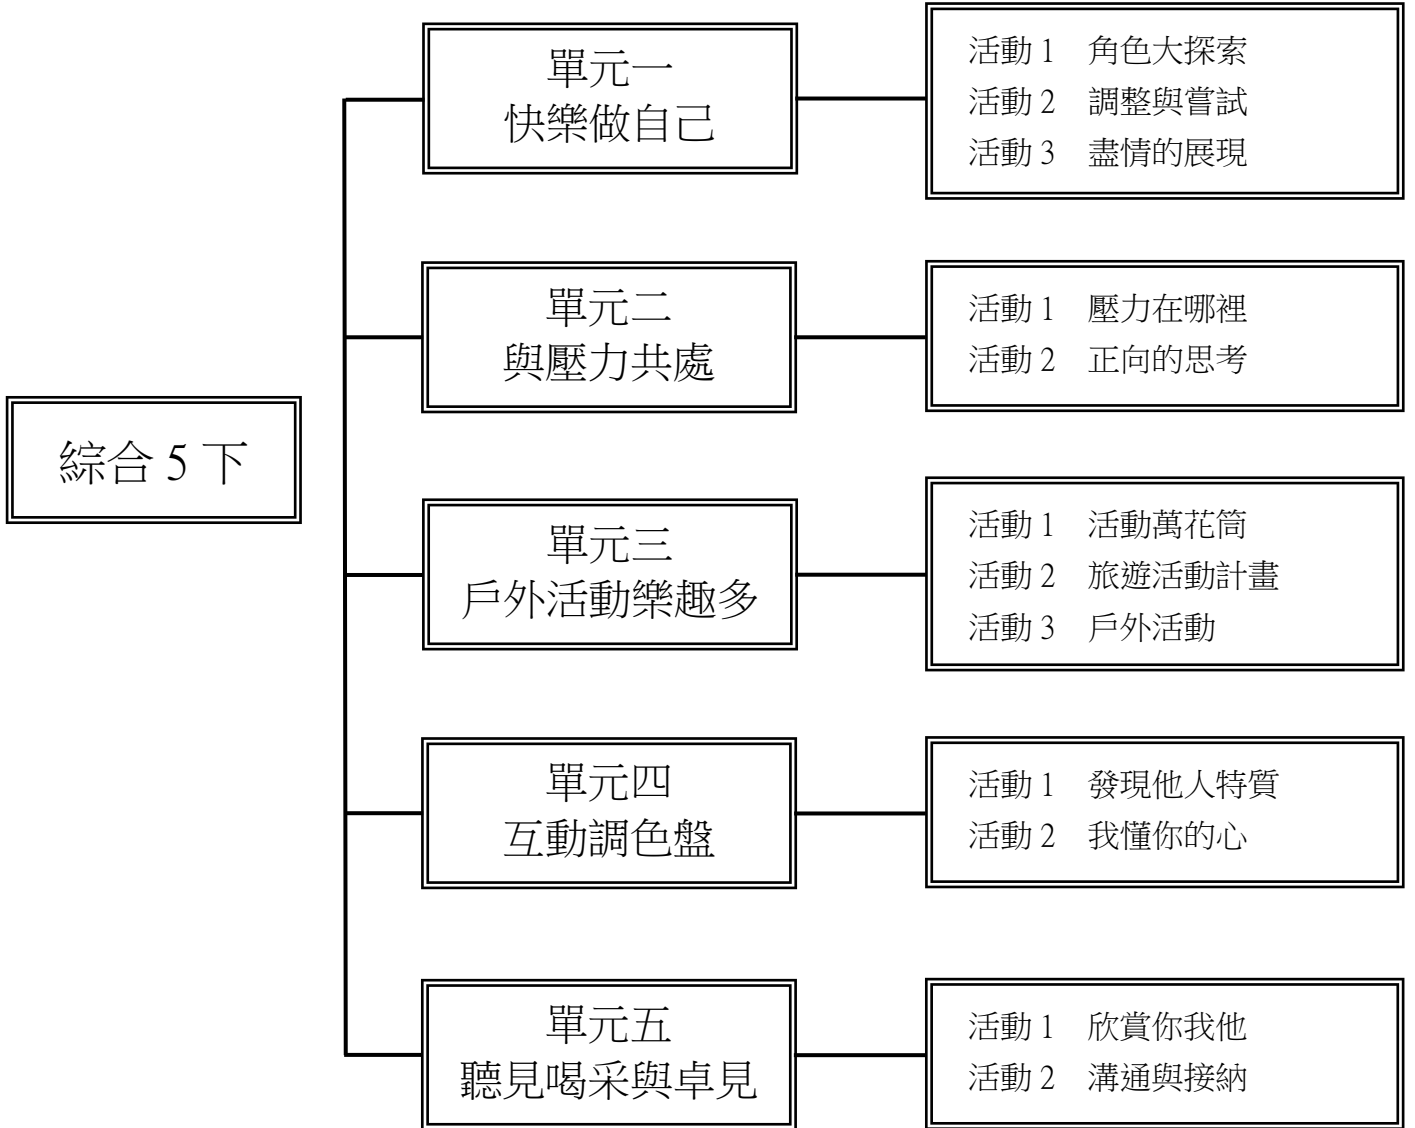 綜合5下
單元一
快樂做自己
活動1 角色大探索
活動2 調整與嘗試
活動3 盡情的展現
單元二
與壓力共處
活動1 壓力在哪裡
活動2 正向的思考
單元三
戶外活動樂趣多
活動1 活動萬花筒
活動2 旅遊活動計畫
活動3 戶外活動
單元四
互動調色盤
活動1 發現他人特質
活動2 我懂你的心
單元五
聽見喝采與卓見
活動1 欣賞你我他
活動2 溝通與接納